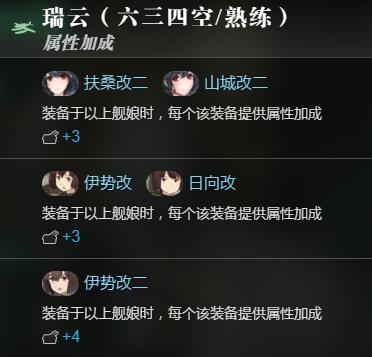 瑞云（六三四空/熟练）
属性加成
扶桑改二 山城改二
装备于以上舰娘时，每个该装备提供属性加成
+3
伊势改 日向改
装备于以上舰娘时，每个该装备提供属性加成
+3
伊势改二
装备于以上舰娘时，每个该装备提供属性加成
+4